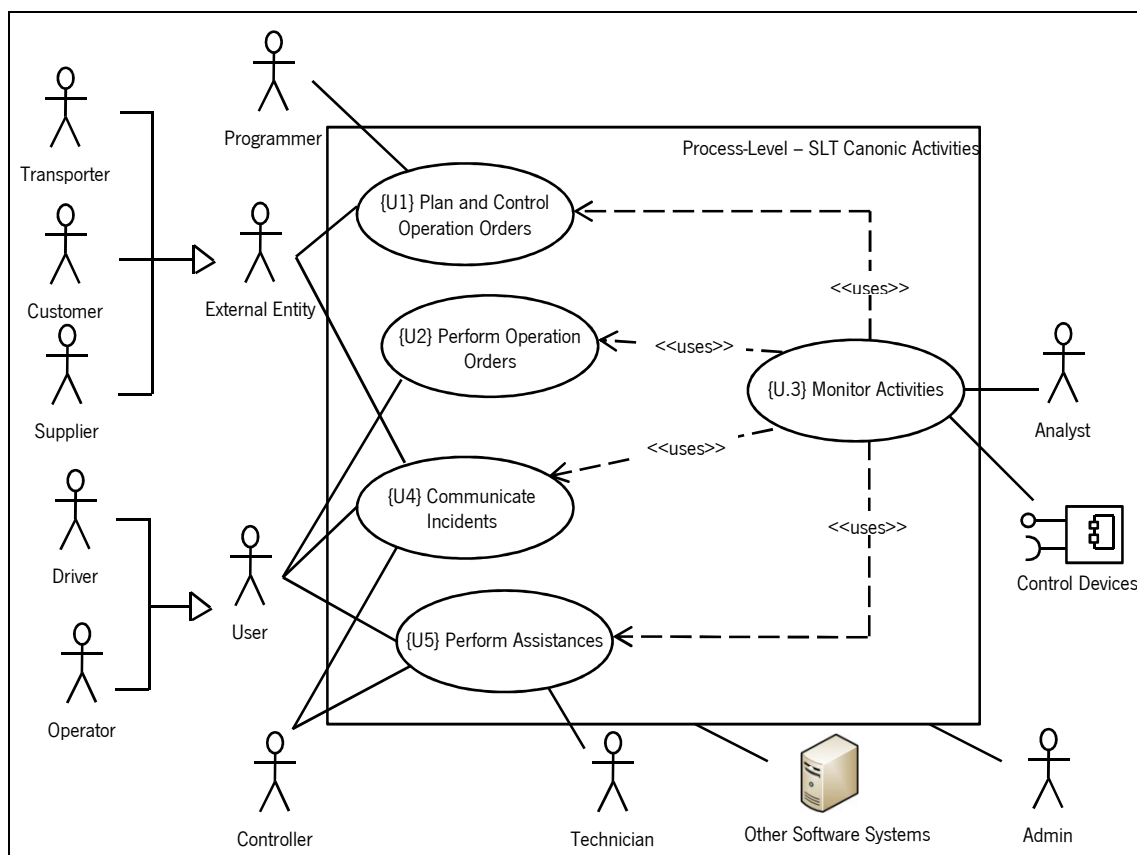 Programmer
Transporter
Process-Level – SLT Canonic Activities
{U1} Plan and Control
Operation Orders
Customer
External Entity
<<uses>>
{U2} Perform Operation
Orders
<<uses>>
{U.3} Monitor Activities
Supplier
Analyst
<<uses>>
{U4} Communicate
Incidents
<<uses>>
Driver
Control Devices
User
{U5} Perform Assistances
Operator
Controller
Technician
Other Software Systems
Admin